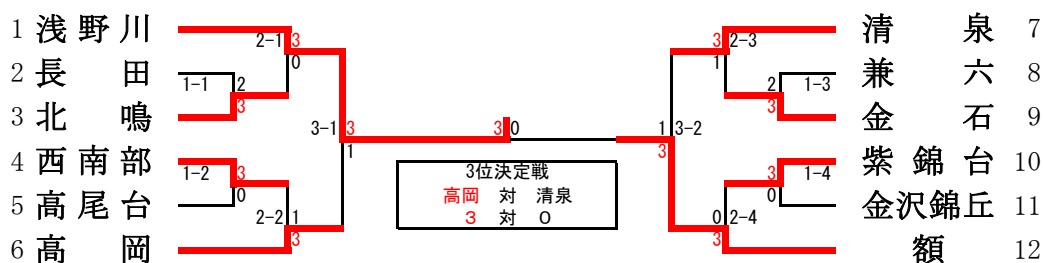 1 浅野川 2-1 3 3 2-3 清泉 7
0 1
2 長田 1-1 2 2 1-3 兼六 8
3 北鳴 3 3 金石 9
3-1 3 3 0 1 3-2
1 3
4 西南部 1-2 3 3位決定戦 3 1-4 紫錦台 10
0 高岡 対 清泉 0
5 高尾台 2-2 1 3 対 0 0 2-4 金沢錦丘 11
6 高岡 3 3 額 12